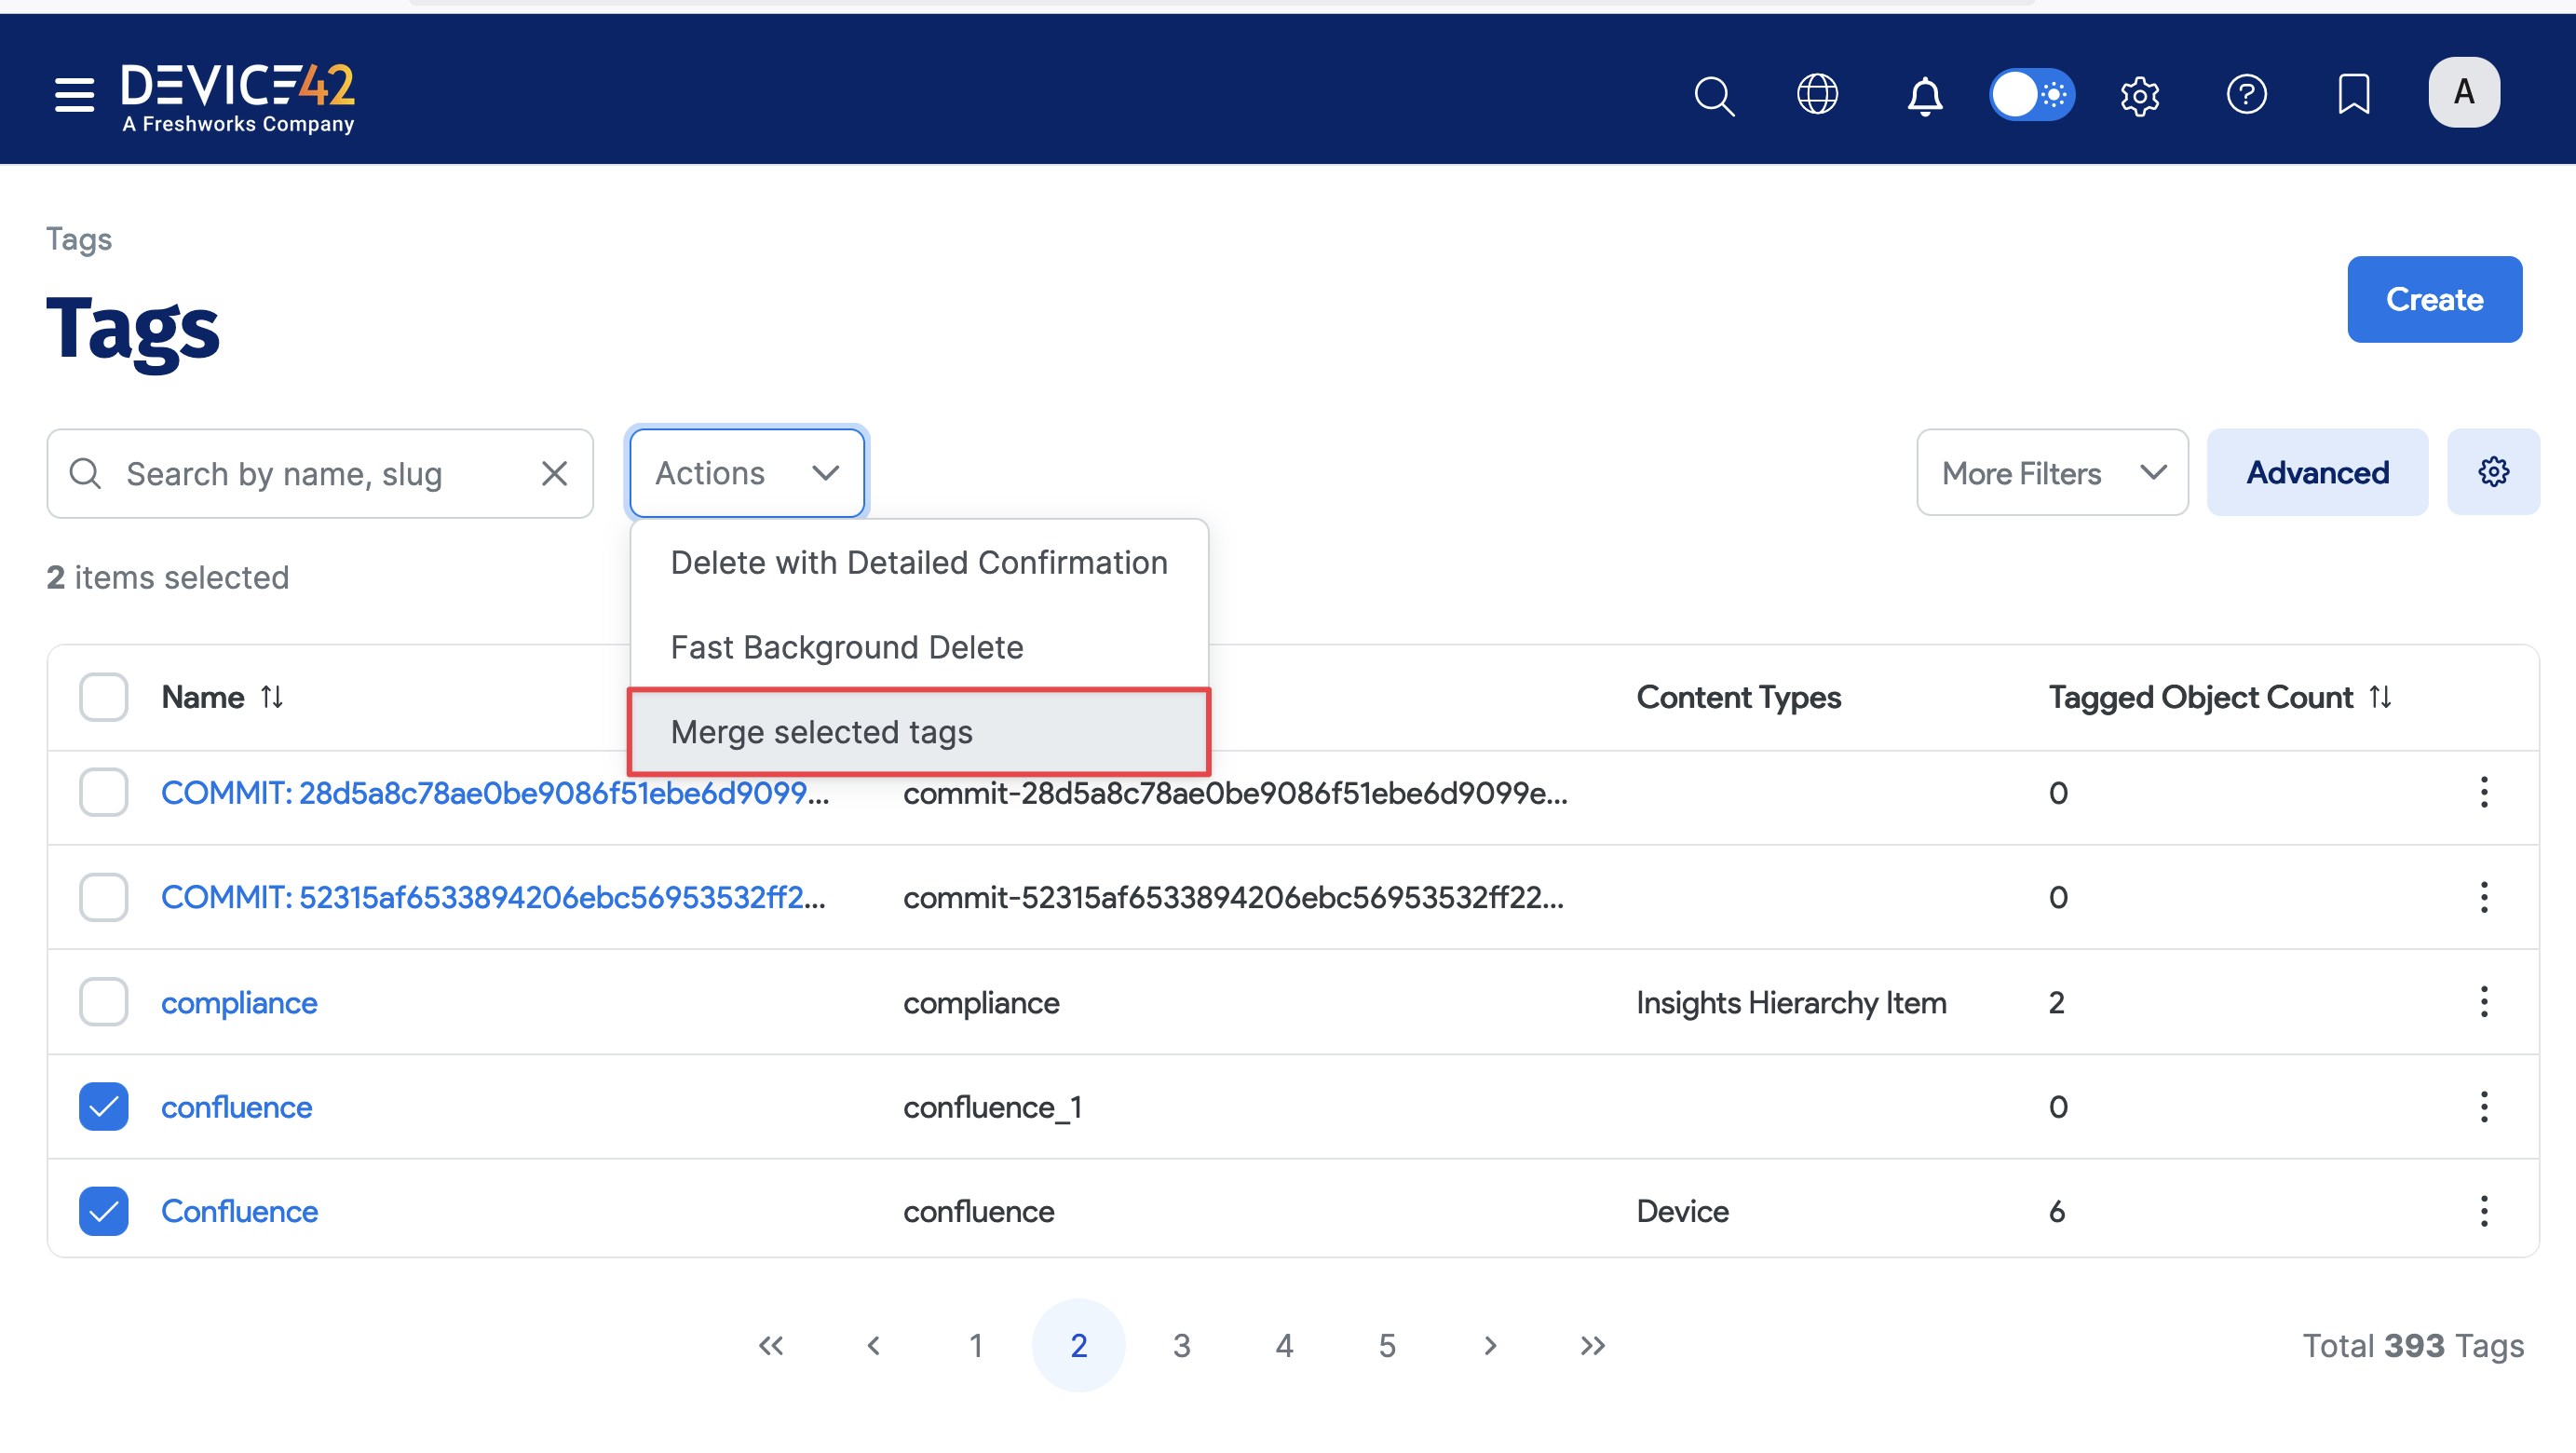 DEVICE42
A Freshworks Company
A
Tags
Tags
Create
Search by name, slug
Actions
More Filters
Advanced
Delete with Detailed Confirmation
Fast Background Delete
Merge selected tags
2 items selected
Name Content Types Tagged Object Count
COMMIT: 28d5a8c78ae0be9086f51ebe6d9099... commit-28d5a8c78ae0be9086f51ebe6d9099e... 0
COMMIT: 52315af6533894206ebc56953532ff2... commit-52315af6533894206ebc56953532ff22... 0
compliance compliance Insights Hierarchy Item 2
confluence confluence_1 0
Confluence confluence Device 6
« ‹ 1 2 3 4 5 › »
Total 393 Tags